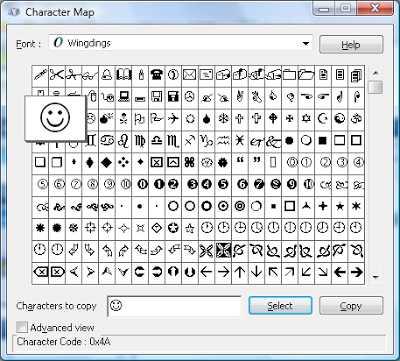 Character Map
Font : O Wingdings Help
Characters to copy ☺ Select Copy
Advanced view
Character Code : 0x4A